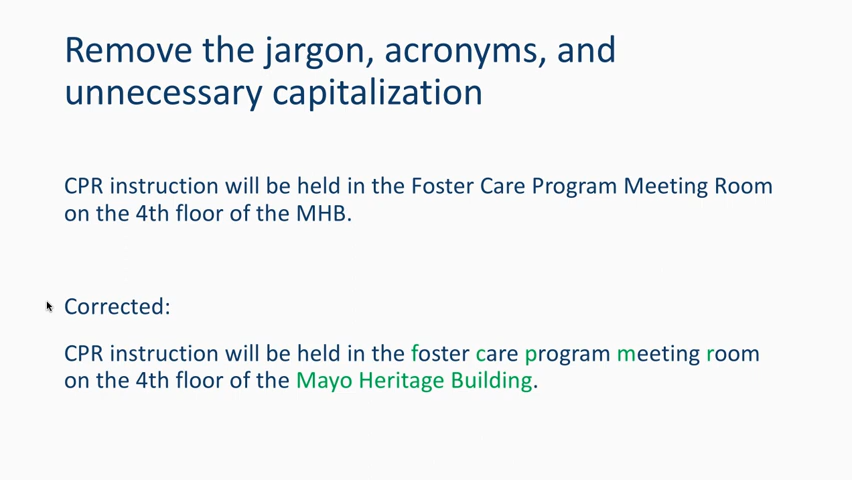 Remove the jargon, acronyms, and
unnecessary capitalization
CPR instruction will be held in the Foster Care Program Meeting Room
on the 4th floor of the MHB.
Corrected:
CPR instruction will be held in the foster care program meeting room
on the 4th floor of the Mayo Heritage Building.